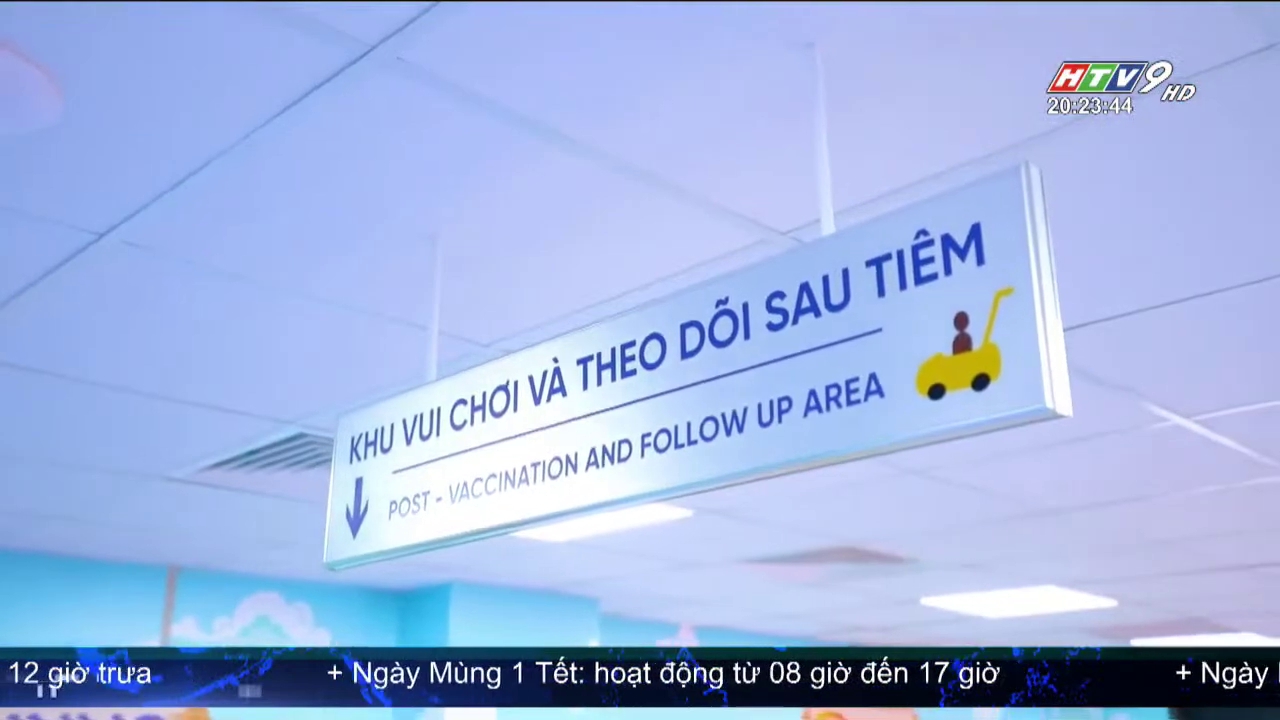 HTV9 HD
20:23:44
KHU VUI CHƠI VÀ THEO DÕI SAU TIÊM
POST - VACCINATION AND FOLLOW UP AREA
12 giờ trưa + Ngày Mùng 1 Tết: hoạt động từ 08 giờ đến 17 giờ + Ngày